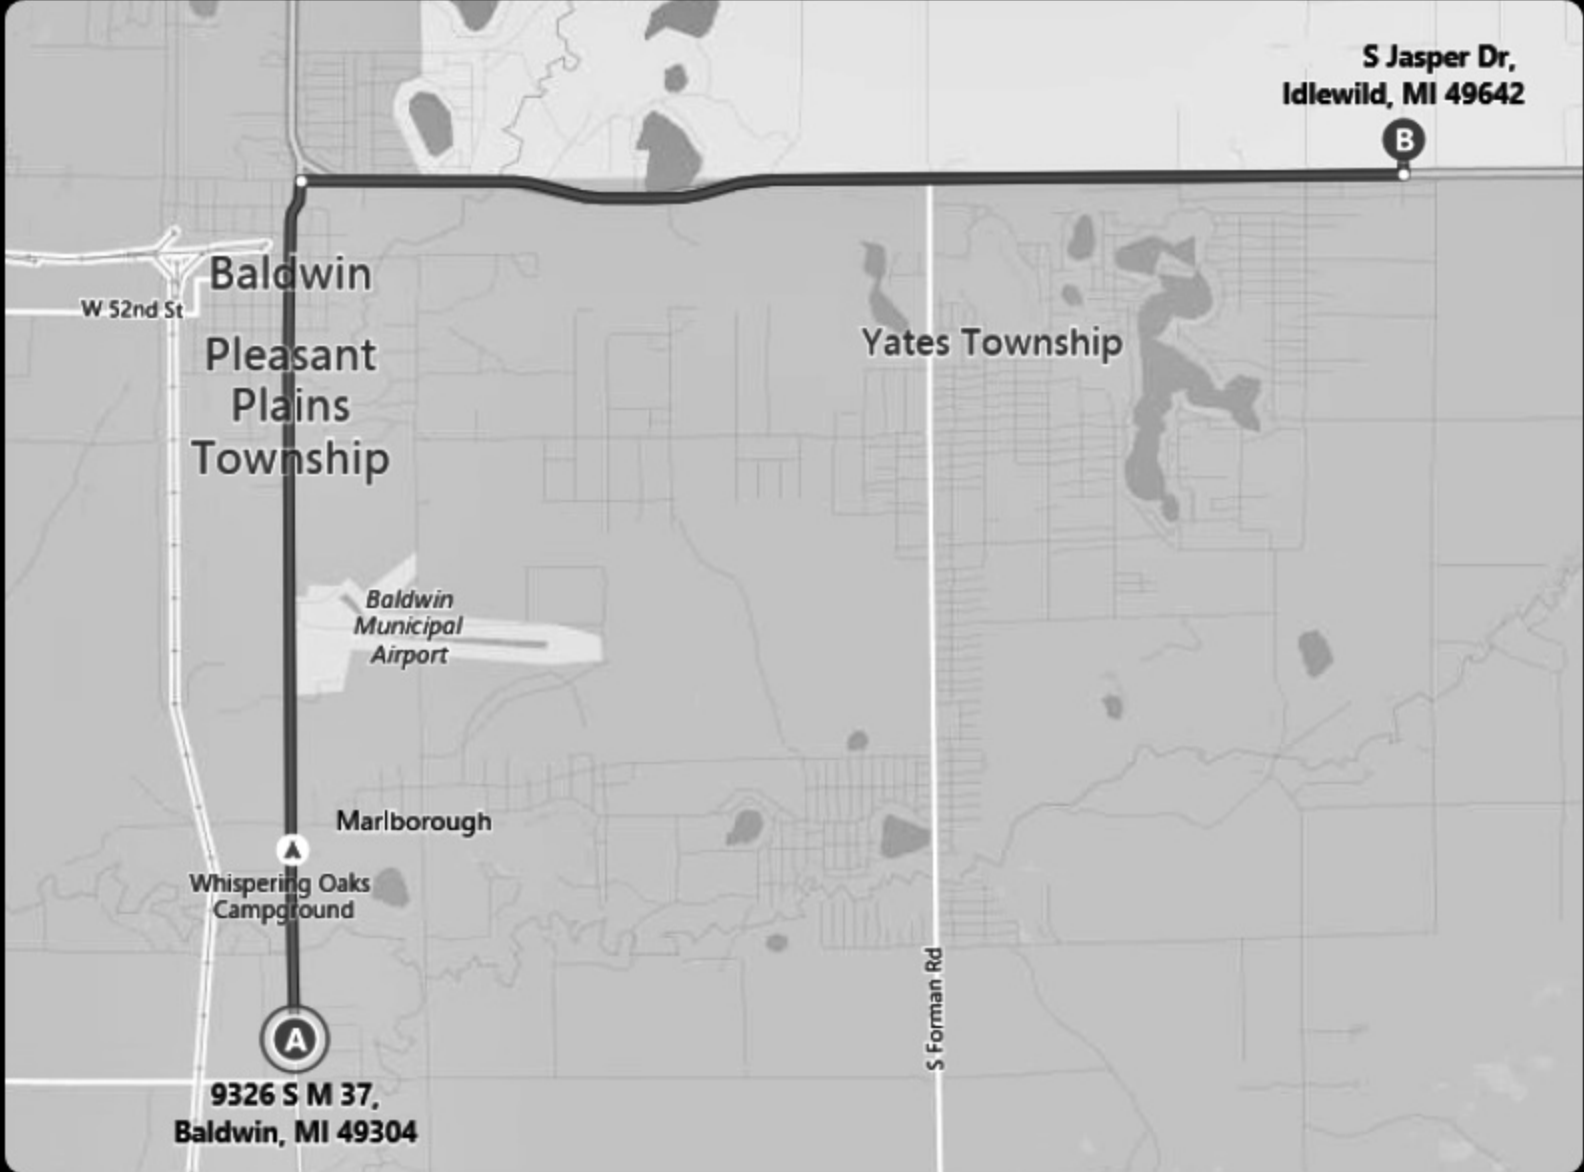 S Jasper Dr,
Idlewild, MI 49642
B
Baldwin
W 52nd St
Pleasant
Plains
Township
Yates Township
Baldwin
Municipal
Airport
Marlborough
Whispering Oaks
Campground
S Forman Rd
A
9326 S M 37,
Baldwin, MI 49304